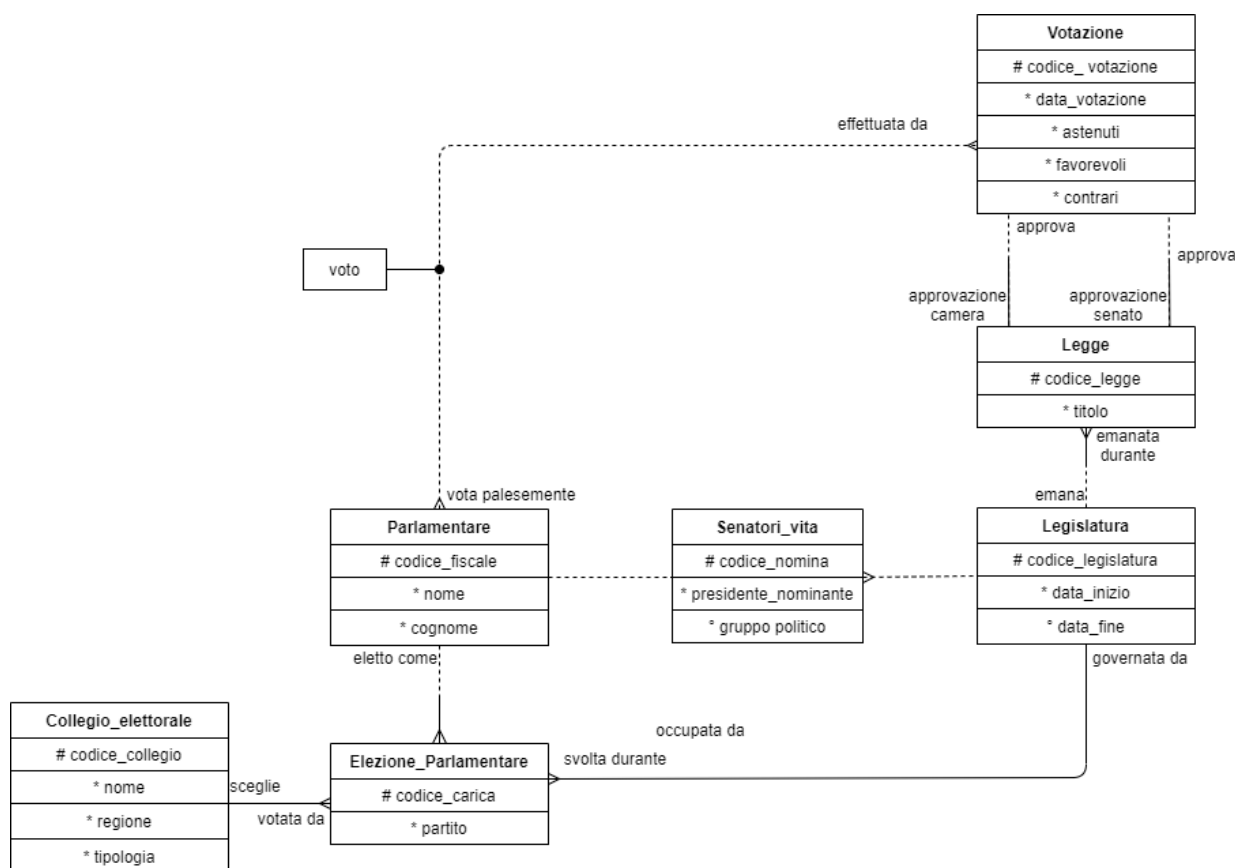 Votazione
# codice_ votazione
* data_votazione
effettuata da
* astenuti
* favorevoli
* contrari
approva
approva
voto
approvazione
camera
approvazione
senato
Legge
# codice_legge
* titolo
emanata
durante
vota palesemente
emana
Parlamentare
# codice_fiscale
* nome
* cognome
Senatori_vita
# codice_nomina
* presidente_nominante
° gruppo politico
Legislatura
# codice_legislatura
* data_inizio
° data_fine
eletto come
governata da
Collegio_elettorale
# codice_collegio
* nome
* regione
* tipologia
sceglie
votata da
occupata da
svolta durante
Elezione_Parlamentare
# codice_carica
* partito